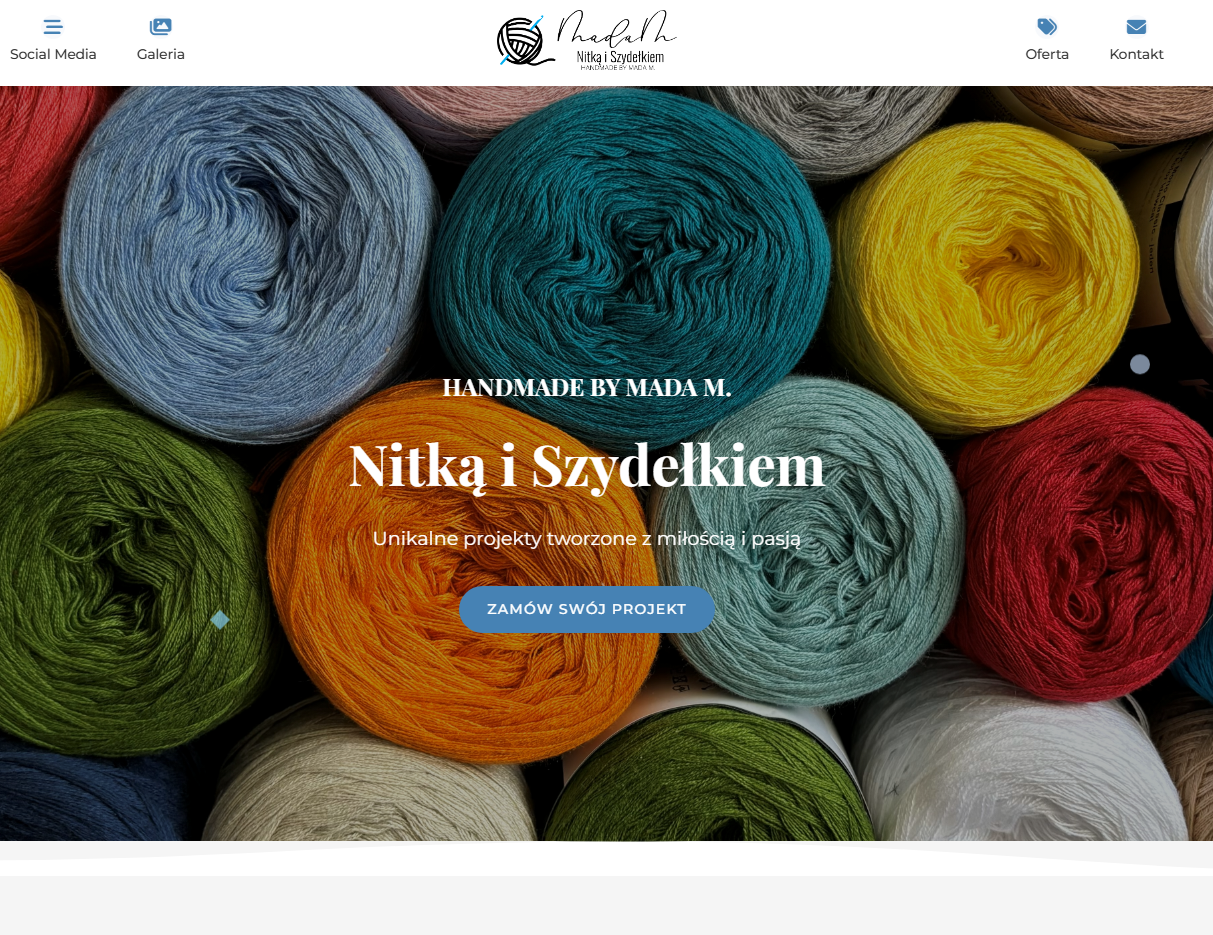 Social Media
Galeria
MadaM
Nitką i Szydełkiem
HANDMADE BY MADA M.
Oferta
Kontakt
HANDMADE BY MADA M.
Nitką i Szydełkiem
Unikalne projekty tworzone z miłością i pasją
ZAMÓW SWÓJ PROJEKT